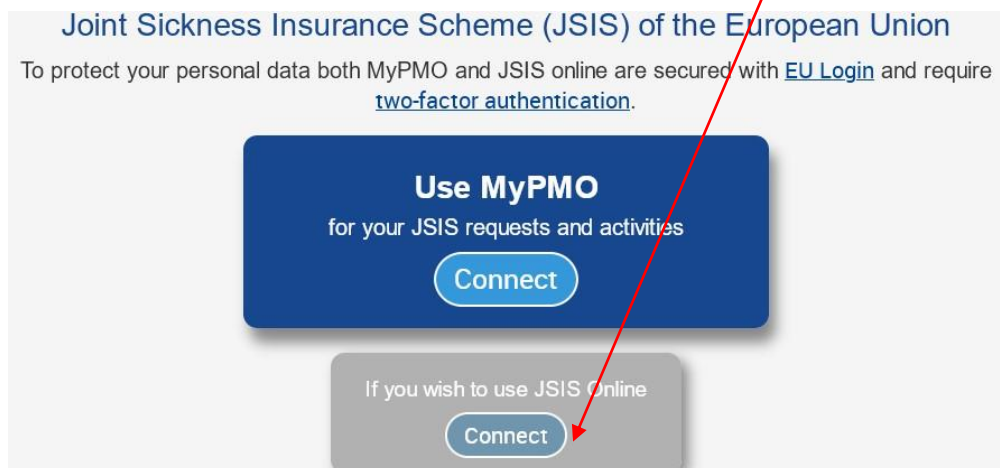 Joint Sickness Insurance Scheme (JSIS) of the European Union
To protect your personal data both MyPMO and JSIS online are secured with EU Login and require
two-factor authentication.
Use MyPMO
for your JSIS requests and activities
Connect
If you wish to use JSIS Online
Connect